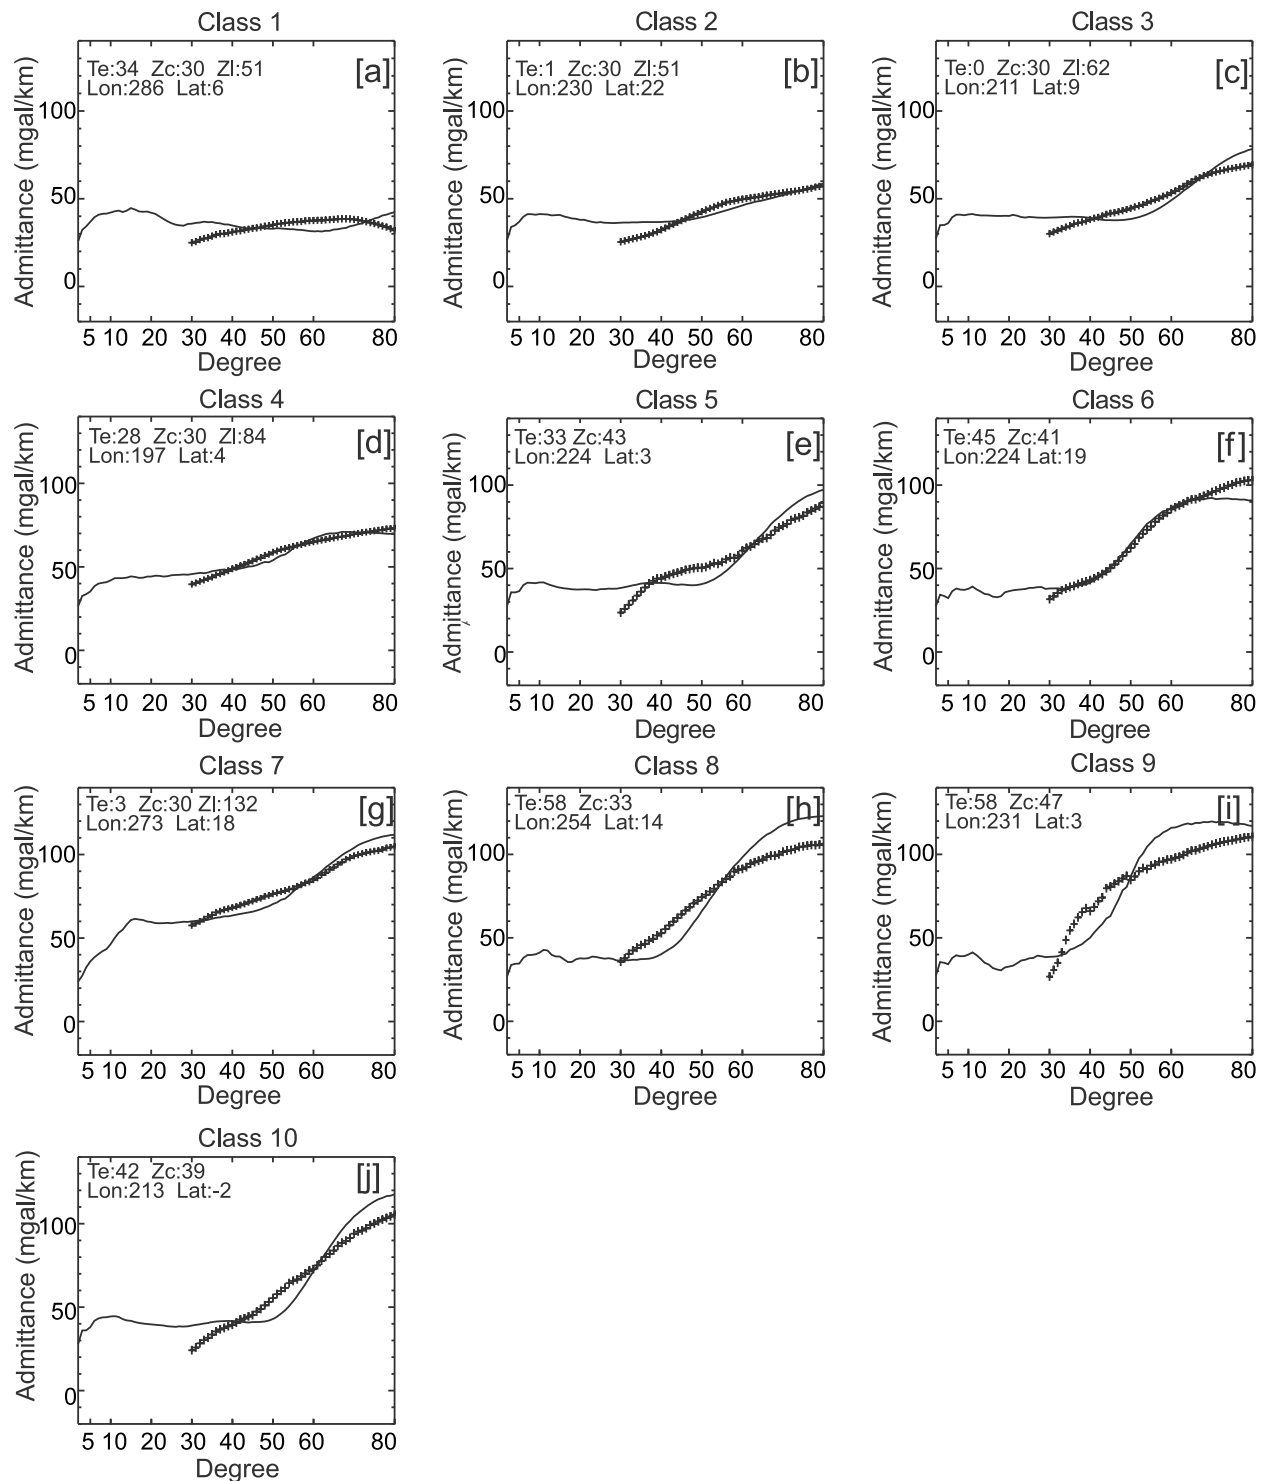 Class 1
Te:34 Zc:30 Zl:51
Lon:286 Lat:6
[a]
Admittance (mgal/km)
100
50
0
5 10 20 30 40 50 60 80
Degree
Class 2
Te:1 Zc:30 Zl:51
Lon:230 Lat:22
[b]
Admittance (mgal/km)
100
50
0
5 10 20 30 40 50 60 80
Degree
Class 3
Te:0 Zc:30 Zl:62
Lon:211 Lat:9
[c]
Admittance (mgal/km)
100
50
0
5 10 20 30 40 50 60 80
Degree
Class 4
Te:28 Zc:30 Zl:84
Lon:197 Lat:4
[d]
Admittance (mgal/km)
100
50
0
5 10 20 30 40 50 60 80
Degree
Class 5
Te:33 Zc:43
Lon:224 Lat:3
[e]
Admittance (mgal/km)
100
50
0
5 10 20 30 40 50 60 80
Degree
Class 6
Te:45 Zc:41
Lon:224 Lat:19
[f]
Admittance (mgal/km)
100
50
0
5 10 20 30 40 50 60 80
Degree
Class 7
Te:3 Zc:30 Zl:132
Lon:273 Lat:18
[g]
Admittance (mgal/km)
100
50
0
5 10 20 30 40 50 60 80
Degree
Class 8
Te:58 Zc:33
Lon:254 Lat:14
[h]
Admittance (mgal/km)
100
50
0
5 10 20 30 40 50 60 80
Degree
Class 9
Te:58 Zc:47
Lon:231 Lat:3
[i]
Admittance (mgal/km)
100
50
0
5 10 20 30 40 50 60 80
Degree
Class 10
Te:42 Zc:39
Lon:213 Lat:-2
[j]
Admittance (mgal/km)
100
50
0
5 10 20 30 40 50 60 80
Degree